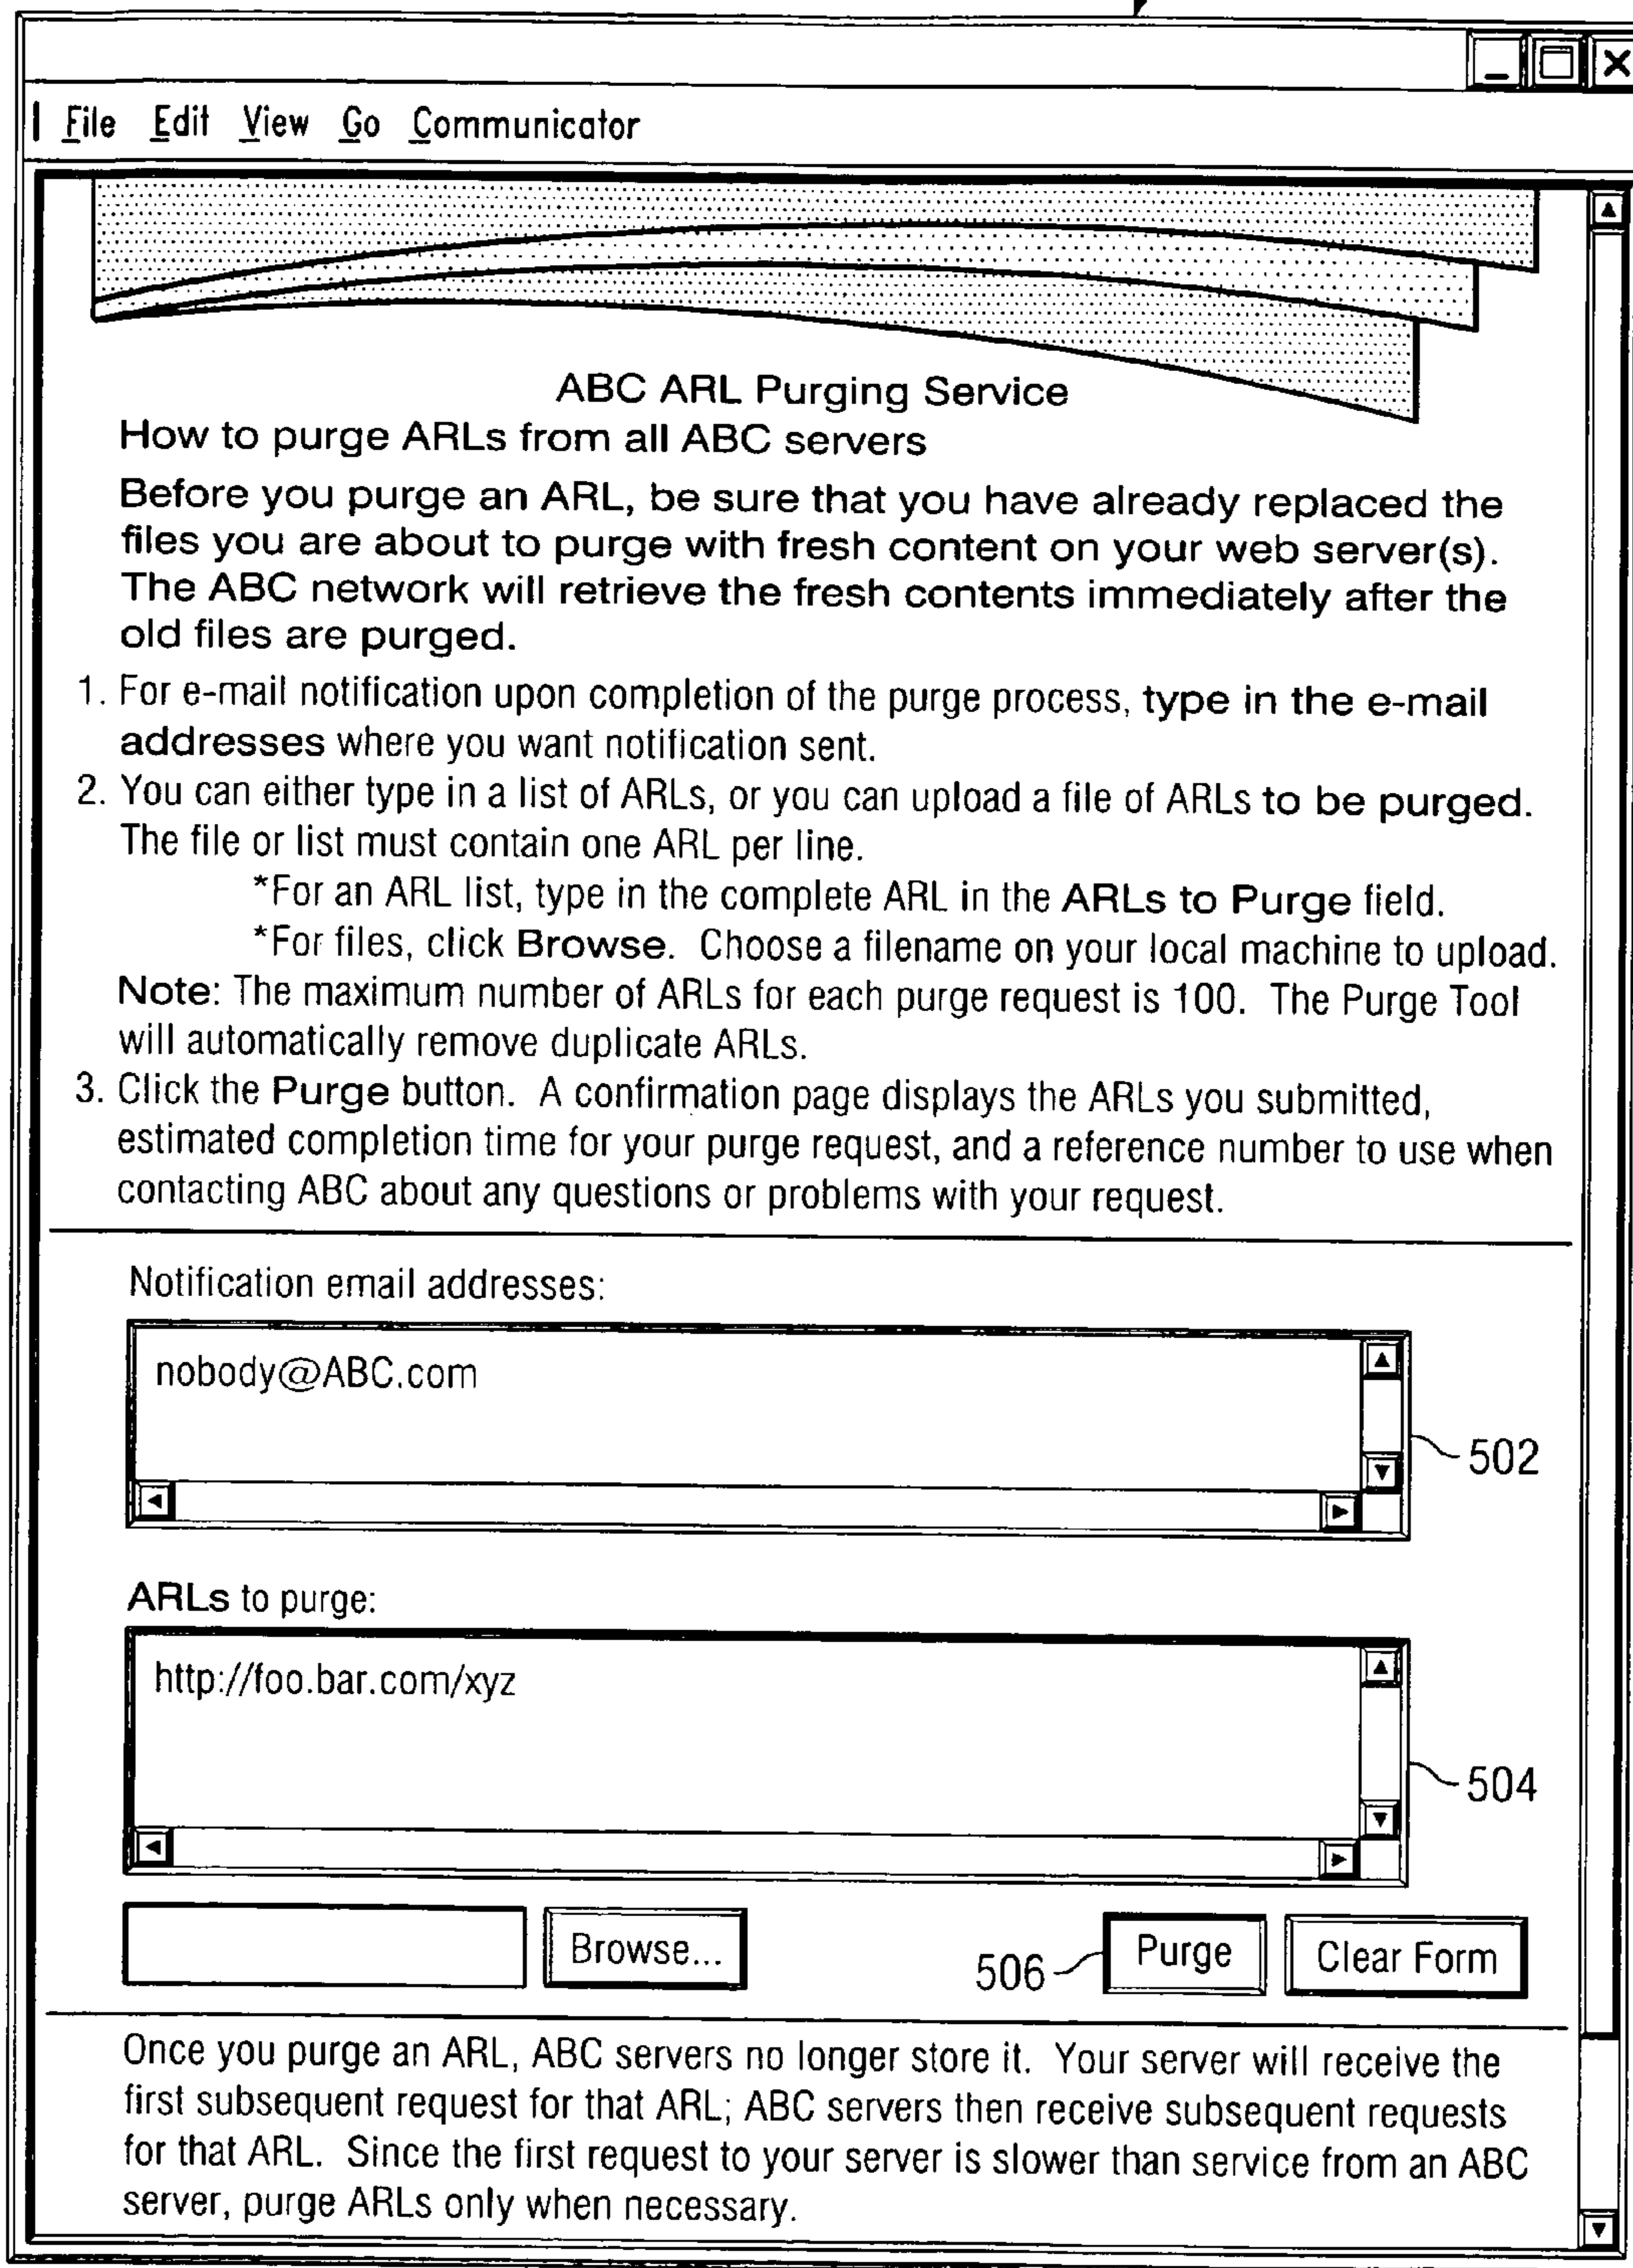 File Edit View Go Communicator
ABC ARL Purging Service
How to purge ARLs from all ABC servers
Before you purge an ARL, be sure that you have already replaced the
files you are about to purge with fresh content on your web server(s).
The ABC network will retrieve the fresh contents immediately after the
old files are purged.
1. For e-mail notification upon completion of the purge process, type in the e-mail
addresses where you want notification sent.
2. You can either type in a list of ARLs, or you can upload a file of ARLs to be purged.
The file or list must contain one ARL per line.
*For an ARL list, type in the complete ARL in the ARLs to Purge field.
*For files, click Browse. Choose a filename on your local machine to upload.
Note: The maximum number of ARLs for each purge request is 100. The Purge Tool
will automatically remove duplicate ARLs.
3. Click the Purge button. A confirmation page displays the ARLs you submitted,
estimated completion time for your purge request, and a reference number to use when
contacting ABC about any questions or problems with your request.
Notification email addresses:
nobody@ABC.com
502
ARLs to purge:
http://foo.bar.com/xyz
504
Browse... 506 Purge Clear Form
Once you purge an ARL, ABC servers no longer store it. Your server will receive the
first subsequent request for that ARL; ABC servers then receive subsequent requests
for that ARL. Since the first request to your server is slower than service from an ABC
server, purge ARLs only when necessary.